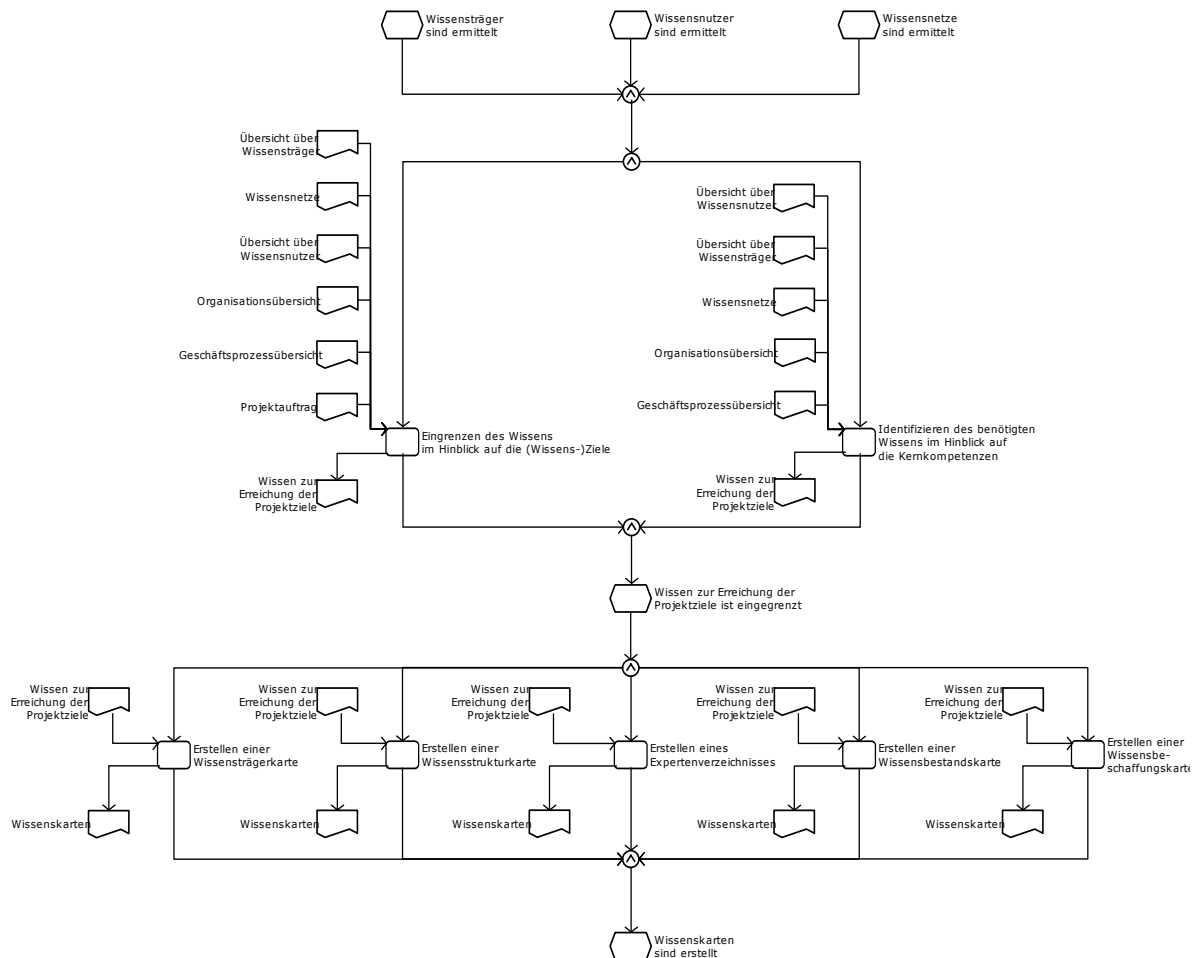 Wissensträger
sind ermittelt
Wissensnutzer
sind ermittelt
Wissensnetze
sind ermittelt
Übersicht über
Wissensträger
Wissensnetze
Übersicht über
Wissensnutzer
Organisationsübersicht
Geschäftsprozessübersicht
Projektauftrag
Eingrenzen des Wissens
im Hinblick auf die (Wissens-)Ziele
Wissen zur
Erreichung der
Projektziele
Übersicht über
Wissensnutzer
Übersicht über
Wissensträger
Wissensnetze
Organisationsübersicht
Geschäftsprozessübersicht
Identifizieren des benötigten
Wissens im Hinblick auf
die Kernkompetenzen
Wissen zur
Erreichung der
Projektziele
Wissen zur Erreichung der
Projektziele ist eingegrenzt
Wissen zur
Erreichung der
Projektziele
Erstellen einer
Wissensträgerkarte
Wissenskarten
Wissen zur
Erreichung der
Projektziele
Erstellen einer
Wissensstrukturkarte
Wissenskarten
Wissen zur
Erreichung der
Projektziele
Erstellen eines
Expertenverzeichnisses
Wissenskarten
Wissen zur
Erreichung der
Projektziele
Erstellen einer
Wissensbestandskarte
Wissenskarten
Wissen zur
Erreichung der
Projektziele
Erstellen einer
Wissensbe-
schaffungskarte
Wissenskarten
Wissenskarten
sind erstellt